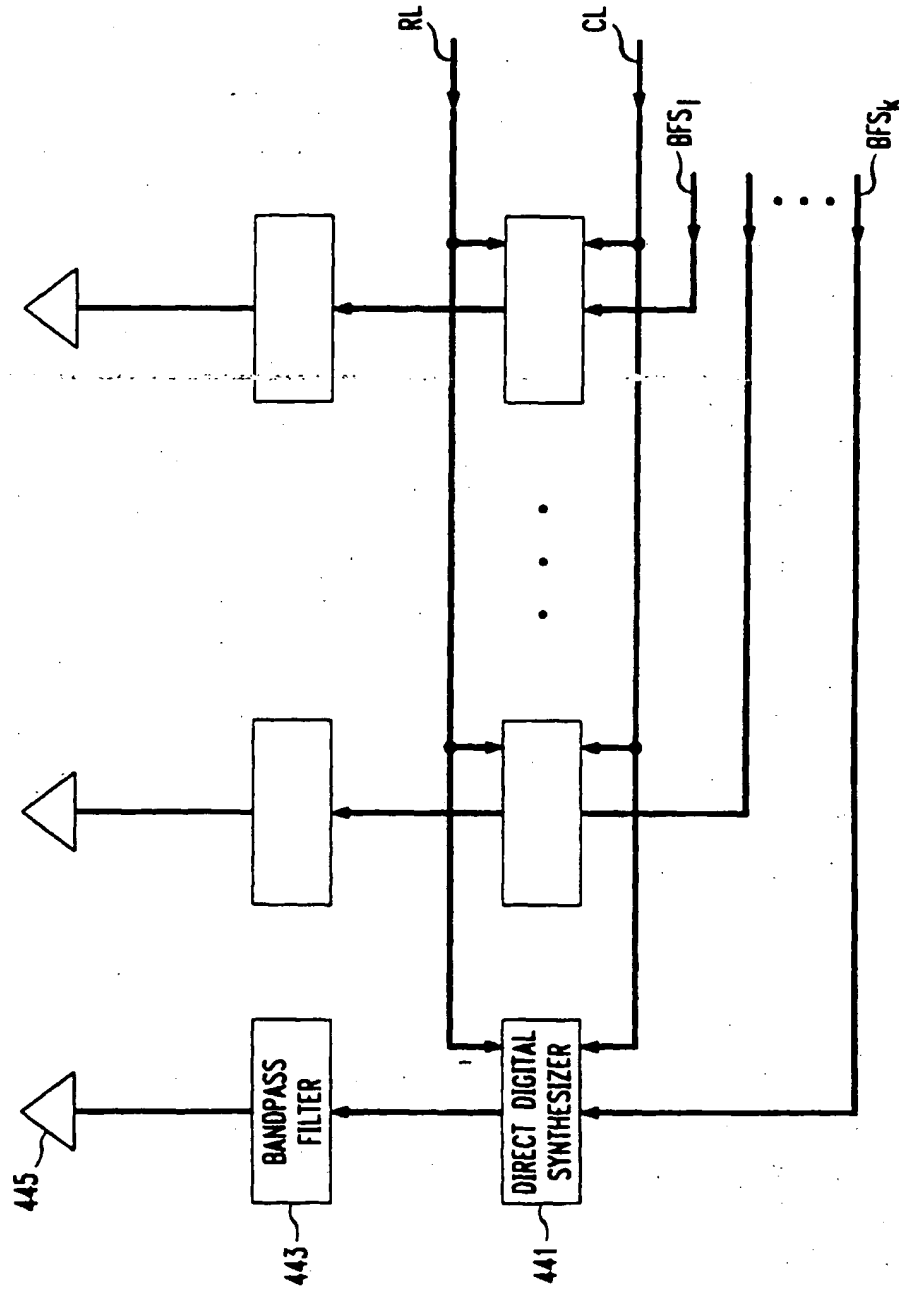 445
443
BANDPASS
FILTER
441
DIRECT DIGITAL
SYNTHESIZER
RL
CL
BFS1
BFSk